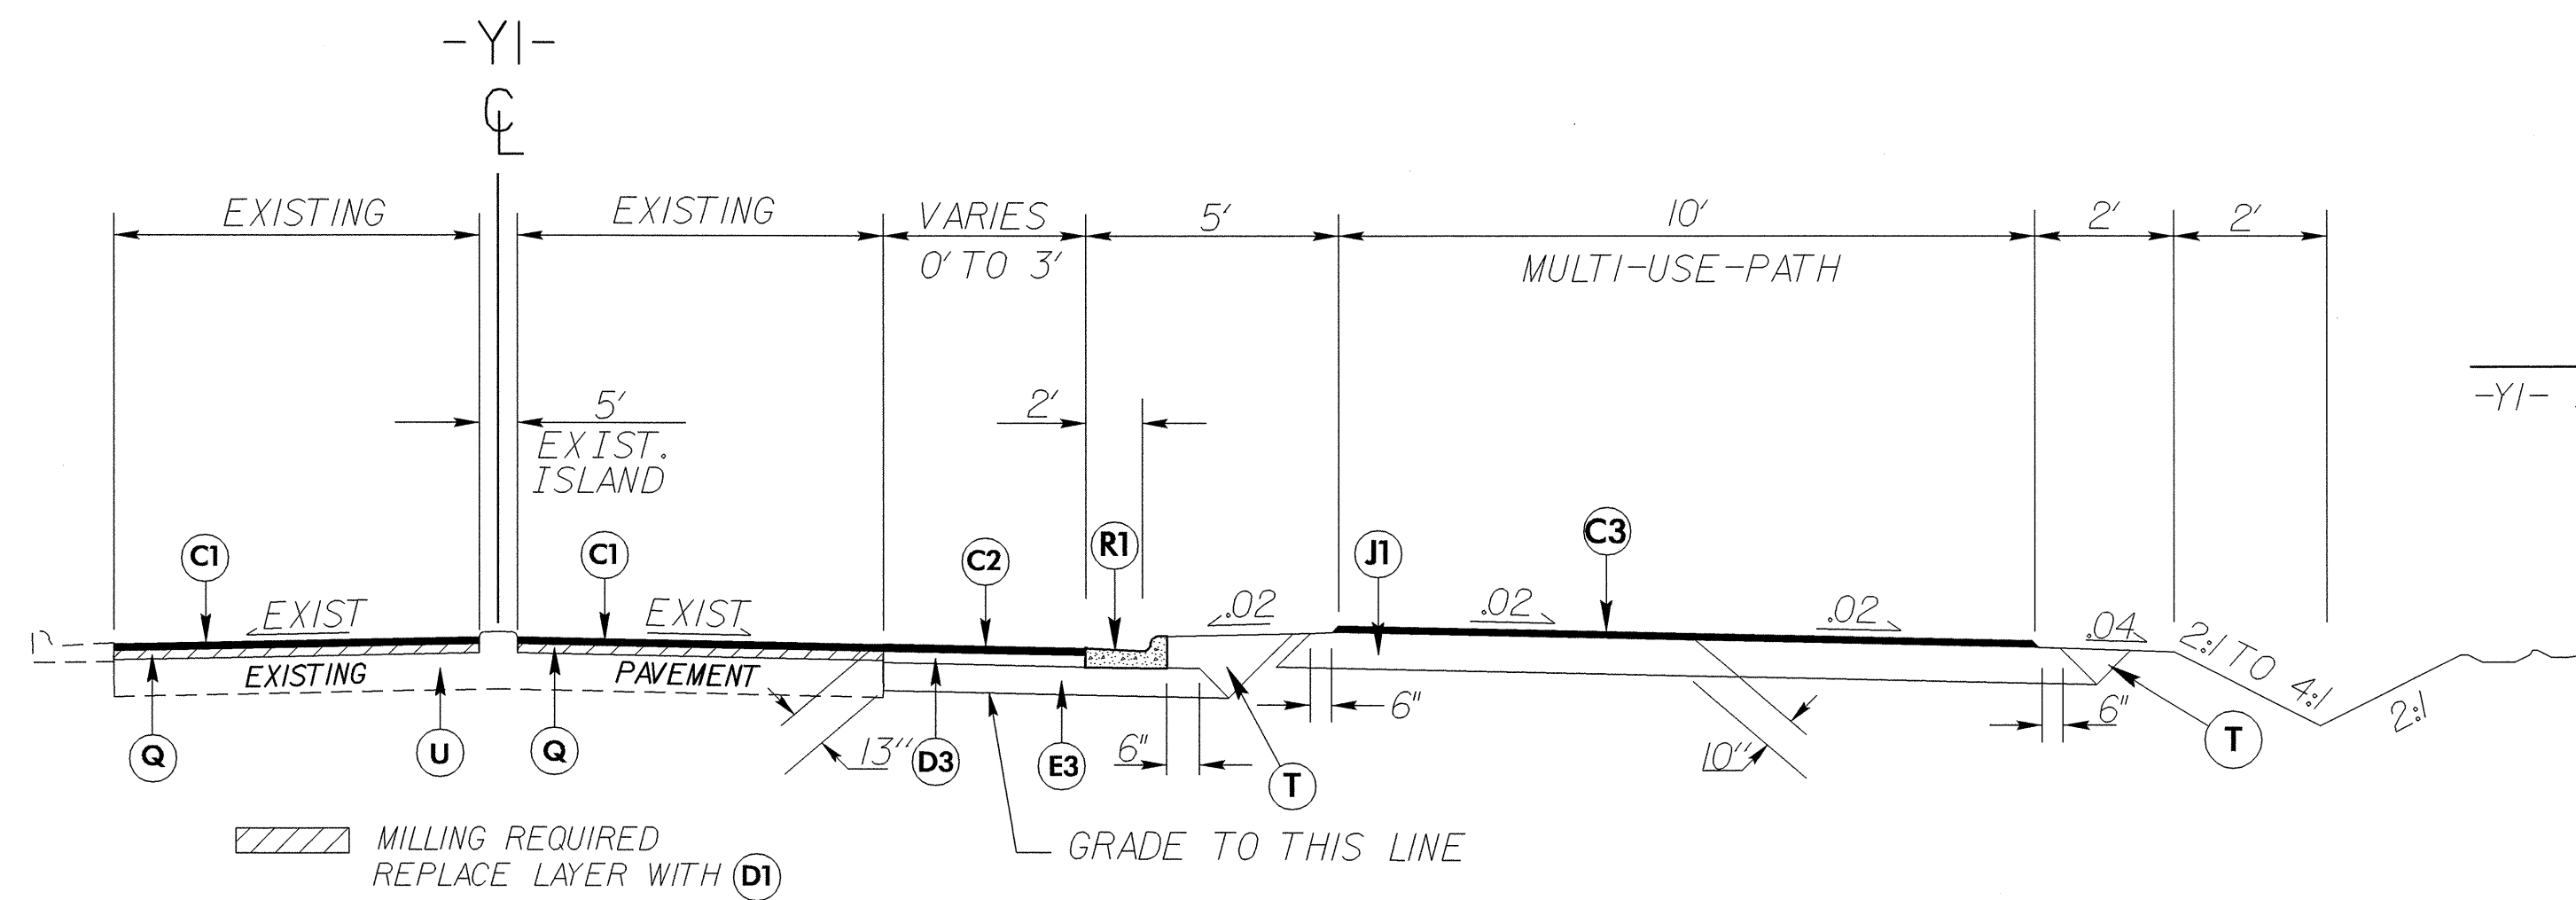 -Y1-
CL
EXISTING
EXISTING
VARIES
0' TO 3'
5'
10'
MULTI-USE-PATH
2'
2'
-Y1-
5'
EXIST.
ISLAND
2'
C1
C1
C2
R1
J1
C3
EXIST
EXIST
.02
.02
.02
.04
2:1 TO 4:1
2:1
EXISTING
PAVEMENT
Q
U
Q
13"
D3
E3
6"
T
6"
10"
6"
T
MILLING REQUIRED
REPLACE LAYER WITH D1
GRADE TO THIS LINE